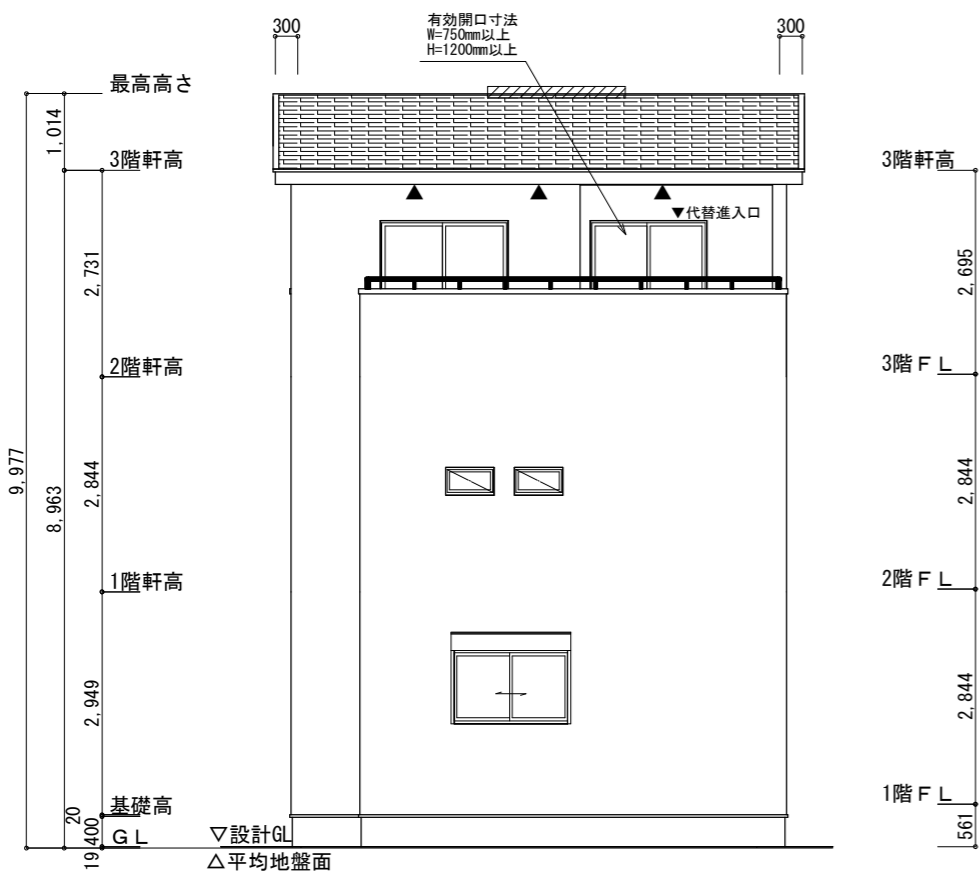 有効開口寸法
W=750mm以上
H=1200mm以上
300
300
最高高さ
1,014
3階軒高
3階軒高
▼代替進入口
2,731
2,695
2階軒高
3階ＦＬ
9,977
8,963
2,844
2,844
1階軒高
2階ＦＬ
2,949
2,844
基礎高
1階ＦＬ
20
400
ＧＬ
561
19
▽設計GL
△平均地盤面